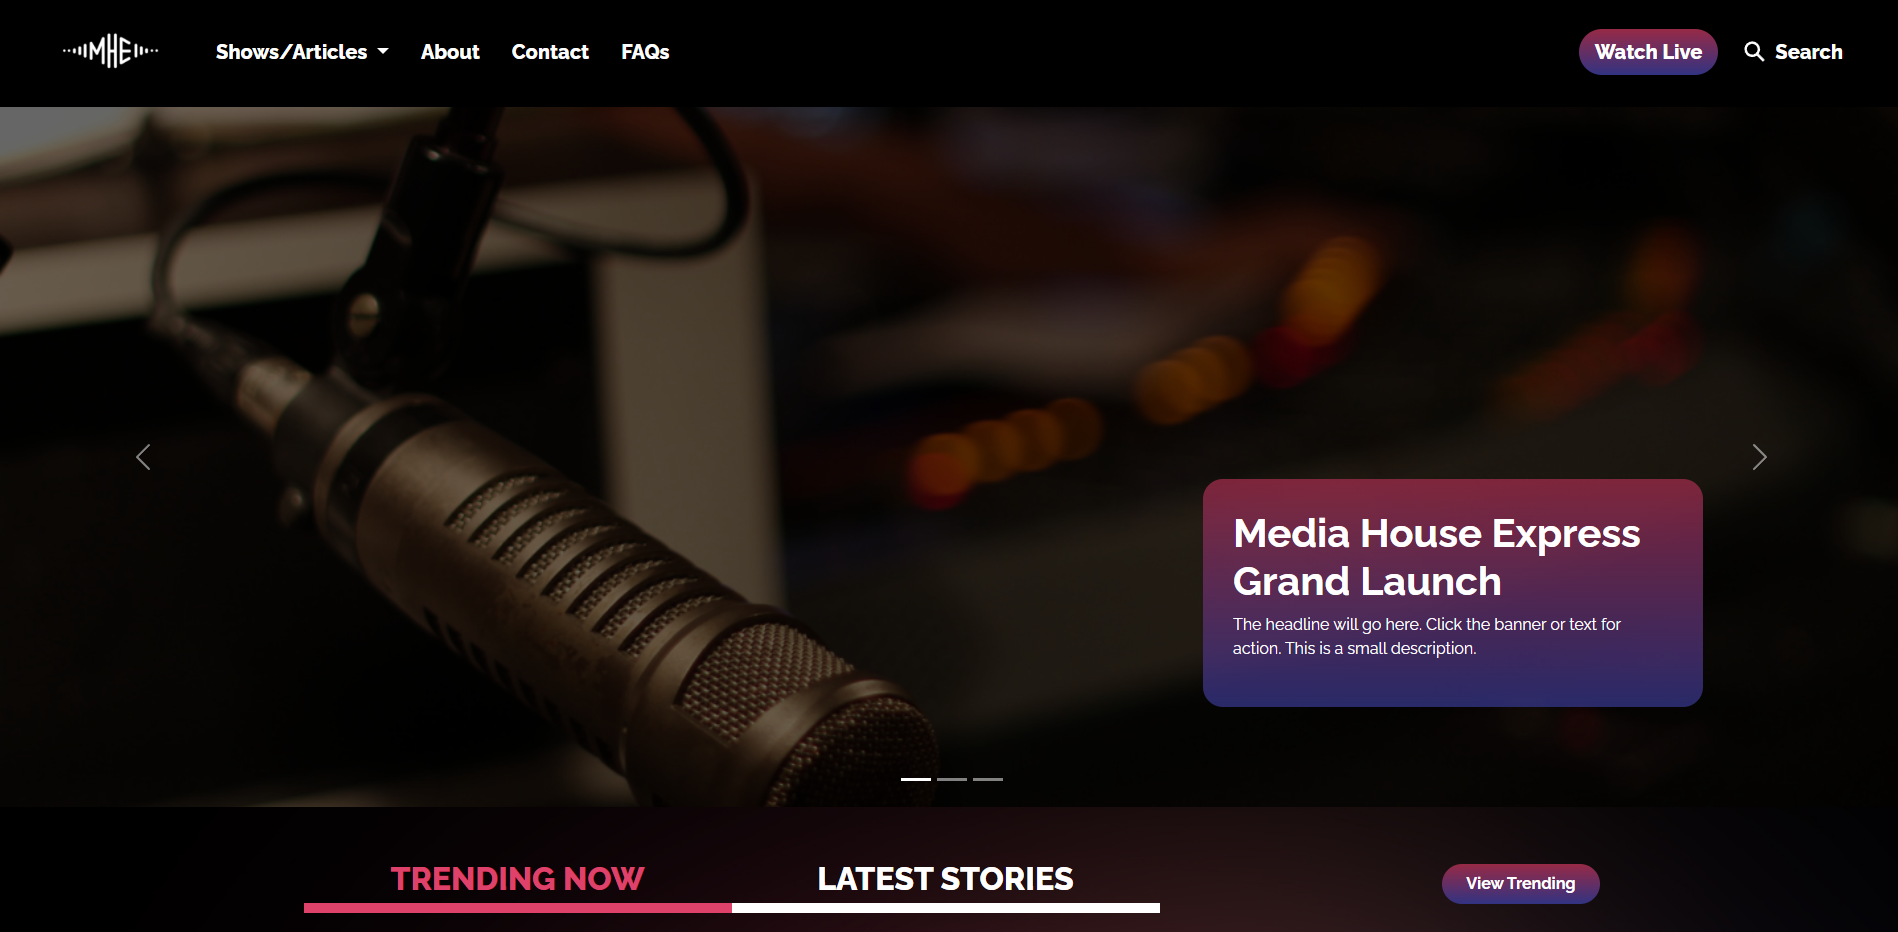 MHE
Shows/Articles
About
Contact
FAQs
Watch Live
Search
Media House Express
Grand Launch
The headline will go here. Click the banner or text for
action. This is a small description.
TRENDING NOW
LATEST STORIES
View Trending